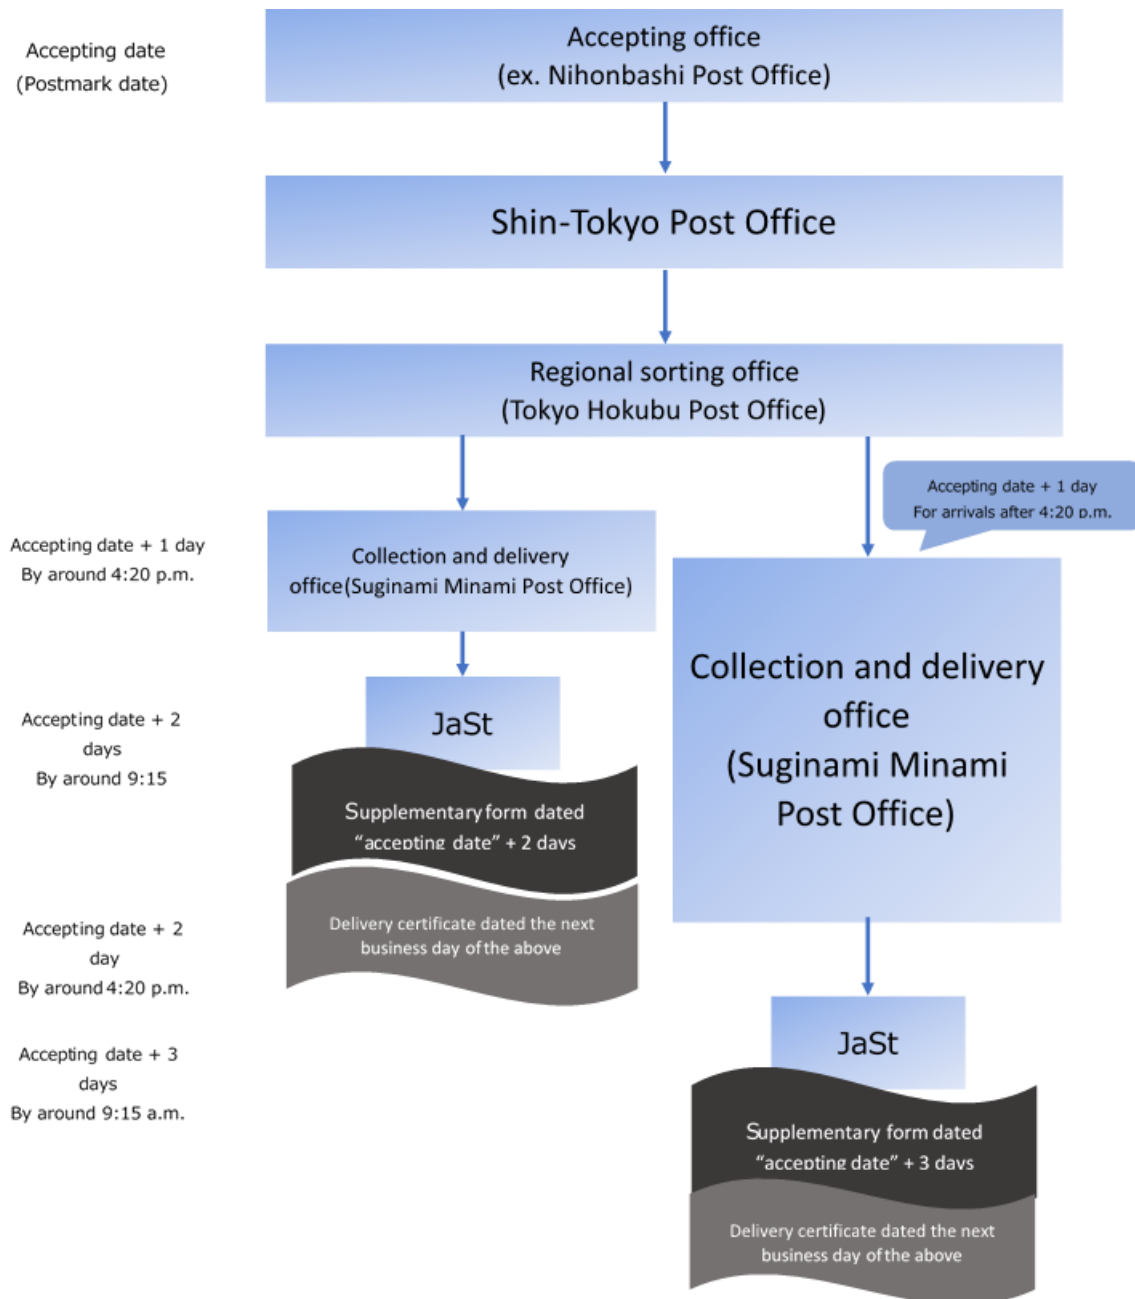 Accepting date
(Postmark date)
Accepting office
(ex. Nihonbashi Post Office)
Shin-Tokyo Post Office
Regional sorting office
(Tokyo Hokubu Post Office)
Accepting date + 1 day
For arrivals after 4:20 p.m.
Accepting date + 1 day
By around 4:20 p.m.
Collection and delivery
office(Suginami Minami Post Office)
Collection and delivery
office
(Suginami Minami
Post Office)
Accepting date + 2
days
By around 9:15
JaSt
Supplementary form dated
“accepting date” + 2 days
Delivery certificate dated the next
business day of the above
Accepting date + 2
day
By around 4:20 p.m.
Accepting date + 3
days
By around 9:15 a.m.
JaSt
Supplementary form dated
“accepting date” + 3 days
Delivery certificate dated the next
business day of the above